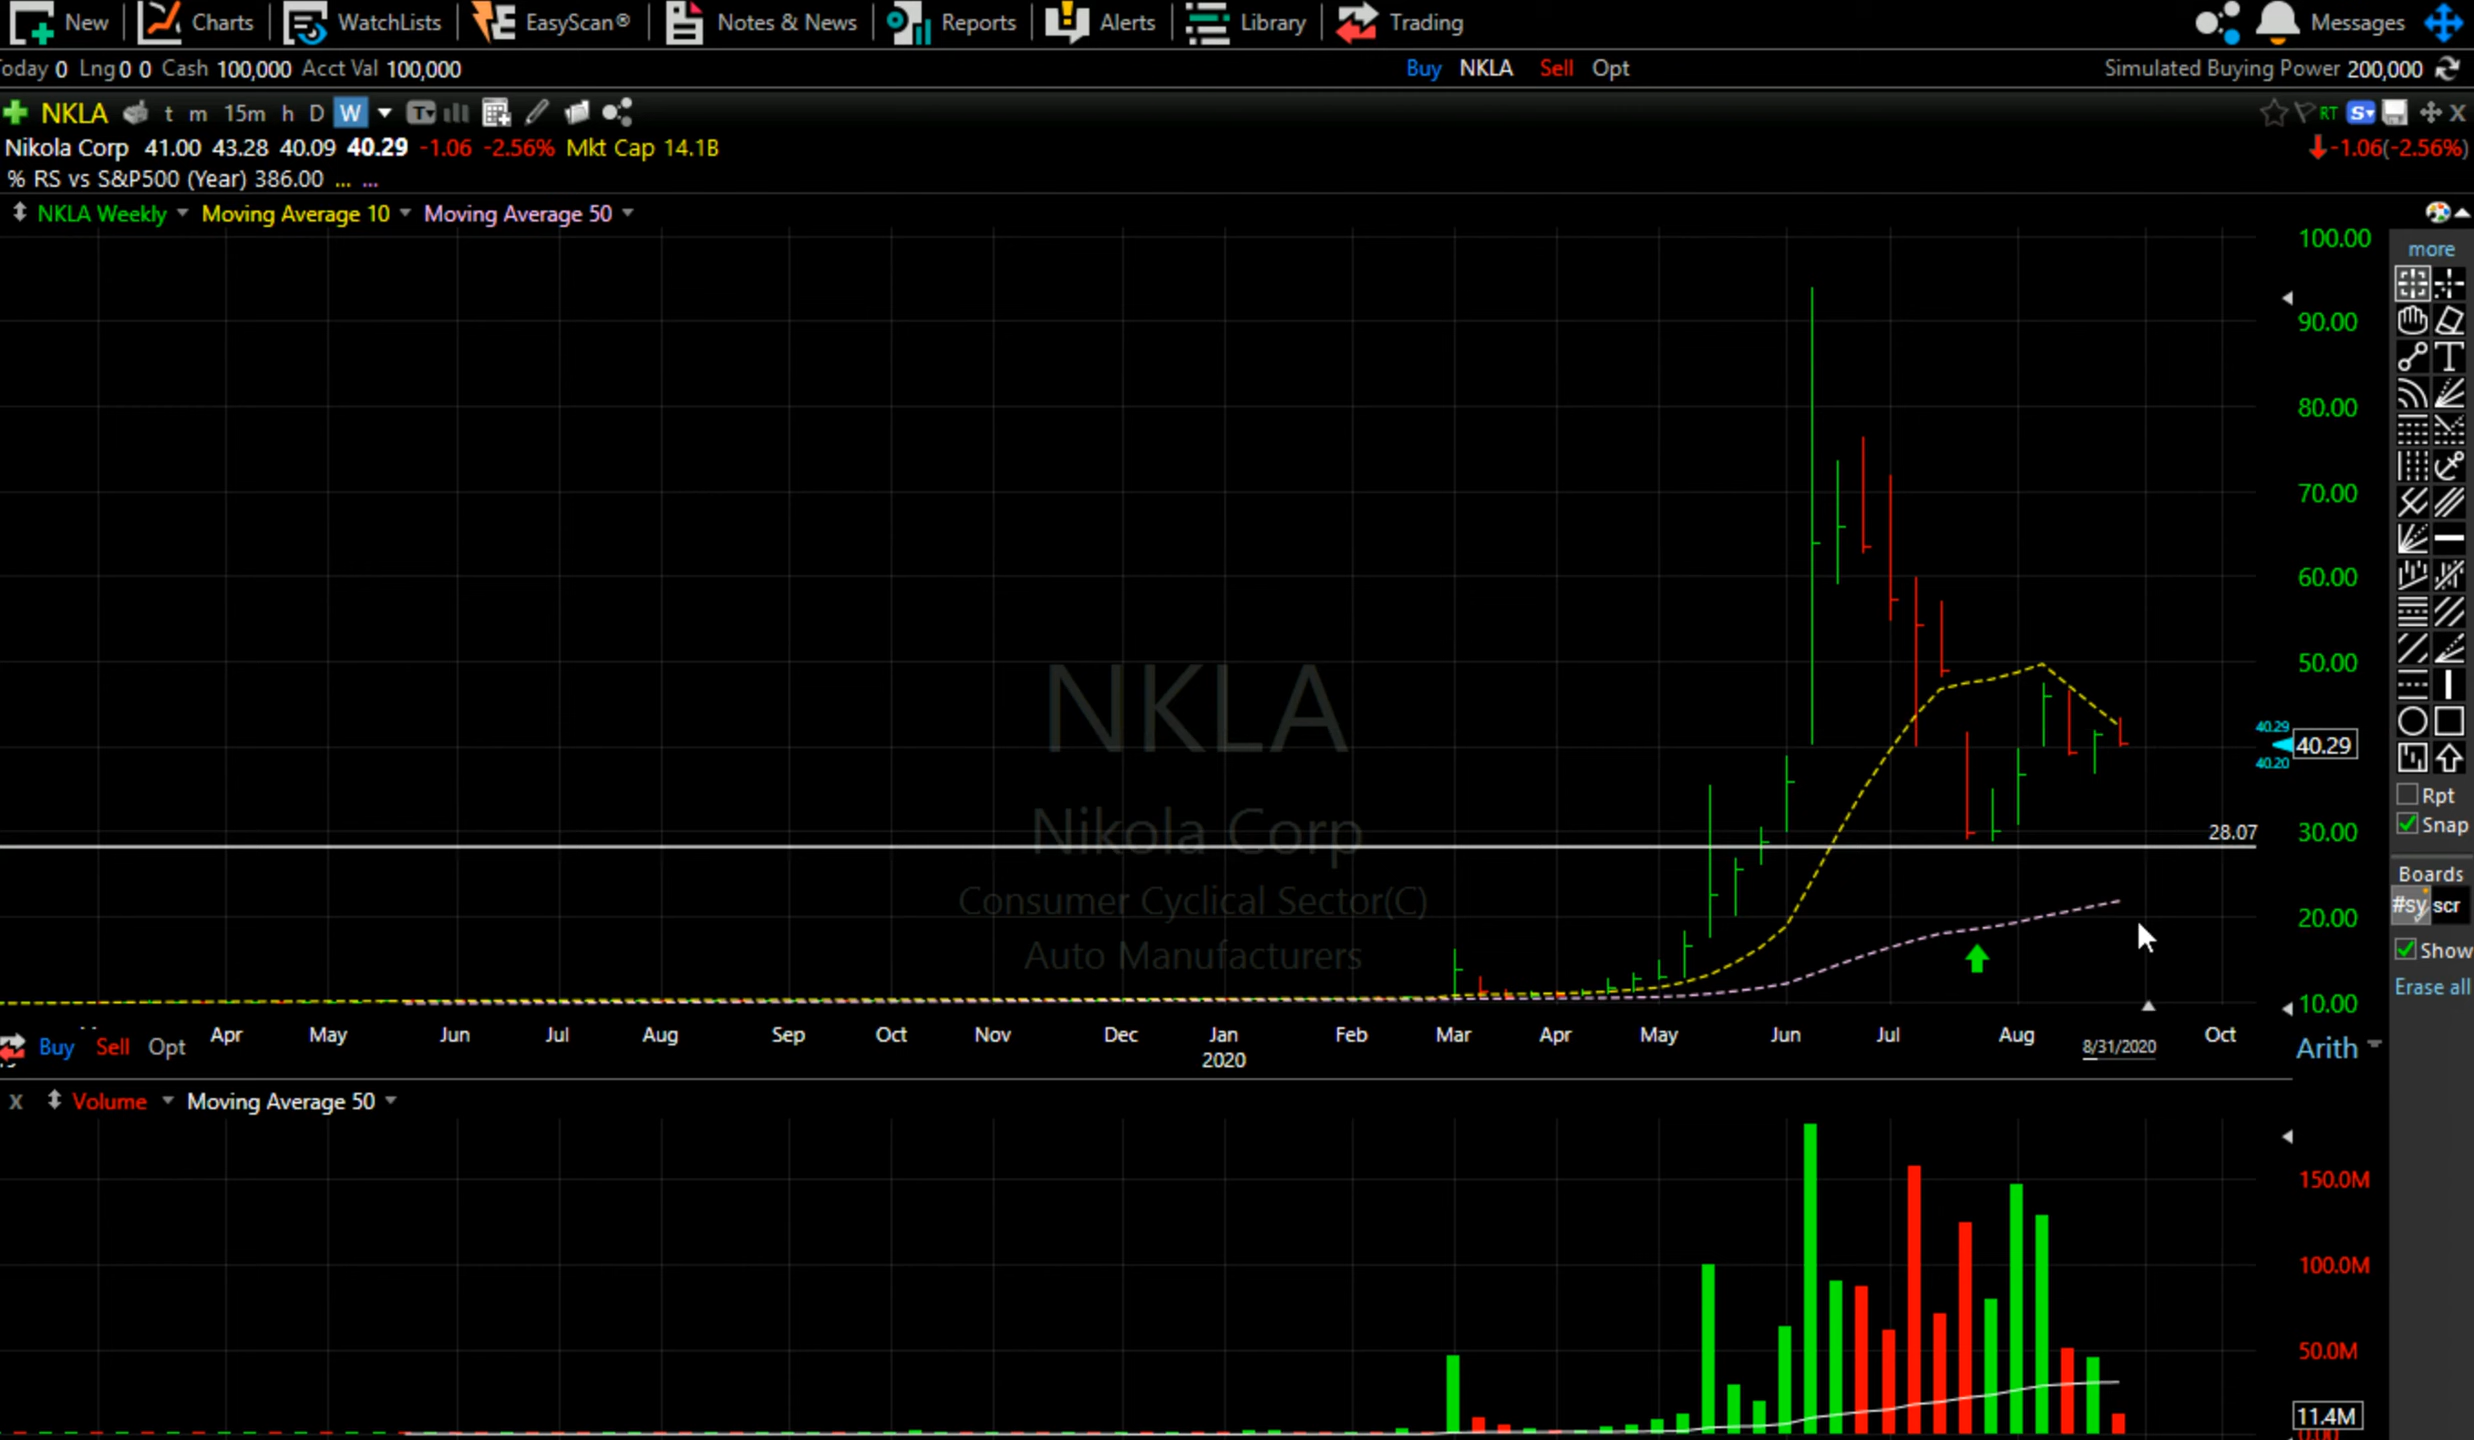 New Charts WatchLists EasyScan® Notes & News Reports Alerts Library Trading Messages
oday 0 Lng 0 0 Cash 100,000 Acct Val 100,000 Buy NKLA Sell Opt Simulated Buying Power 200,000
NKLA t m 15m h D W RT S X
Nikola Corp 41.00 43.28 40.09 40.29 -1.06 -2.56% Mkt Cap 14.1B -1.06(-2.56%)
% RS vs S&P500 (Year) 386.00 ... ...
NKLA Weekly Moving Average 10 Moving Average 50
100.00
more
90.00
80.00
70.00
60.00
50.00
NKLA
40.29
40.29
40.20
Rpt
Snap
28.07
30.00
Nikola Corp
Boards
Consumer Cyclical Sector(C)
#sy scr
20.00
Auto Manufacturers
Show
Erase all
10.00
Apr May Jun Jul Aug Sep Oct Nov Dec Jan Feb Mar Apr May Jun Jul Aug Oct
Buy Sell Opt 2020 8/31/2020 Arith
X Volume Moving Average 50
150.0M
100.0M
50.0M
11.4M